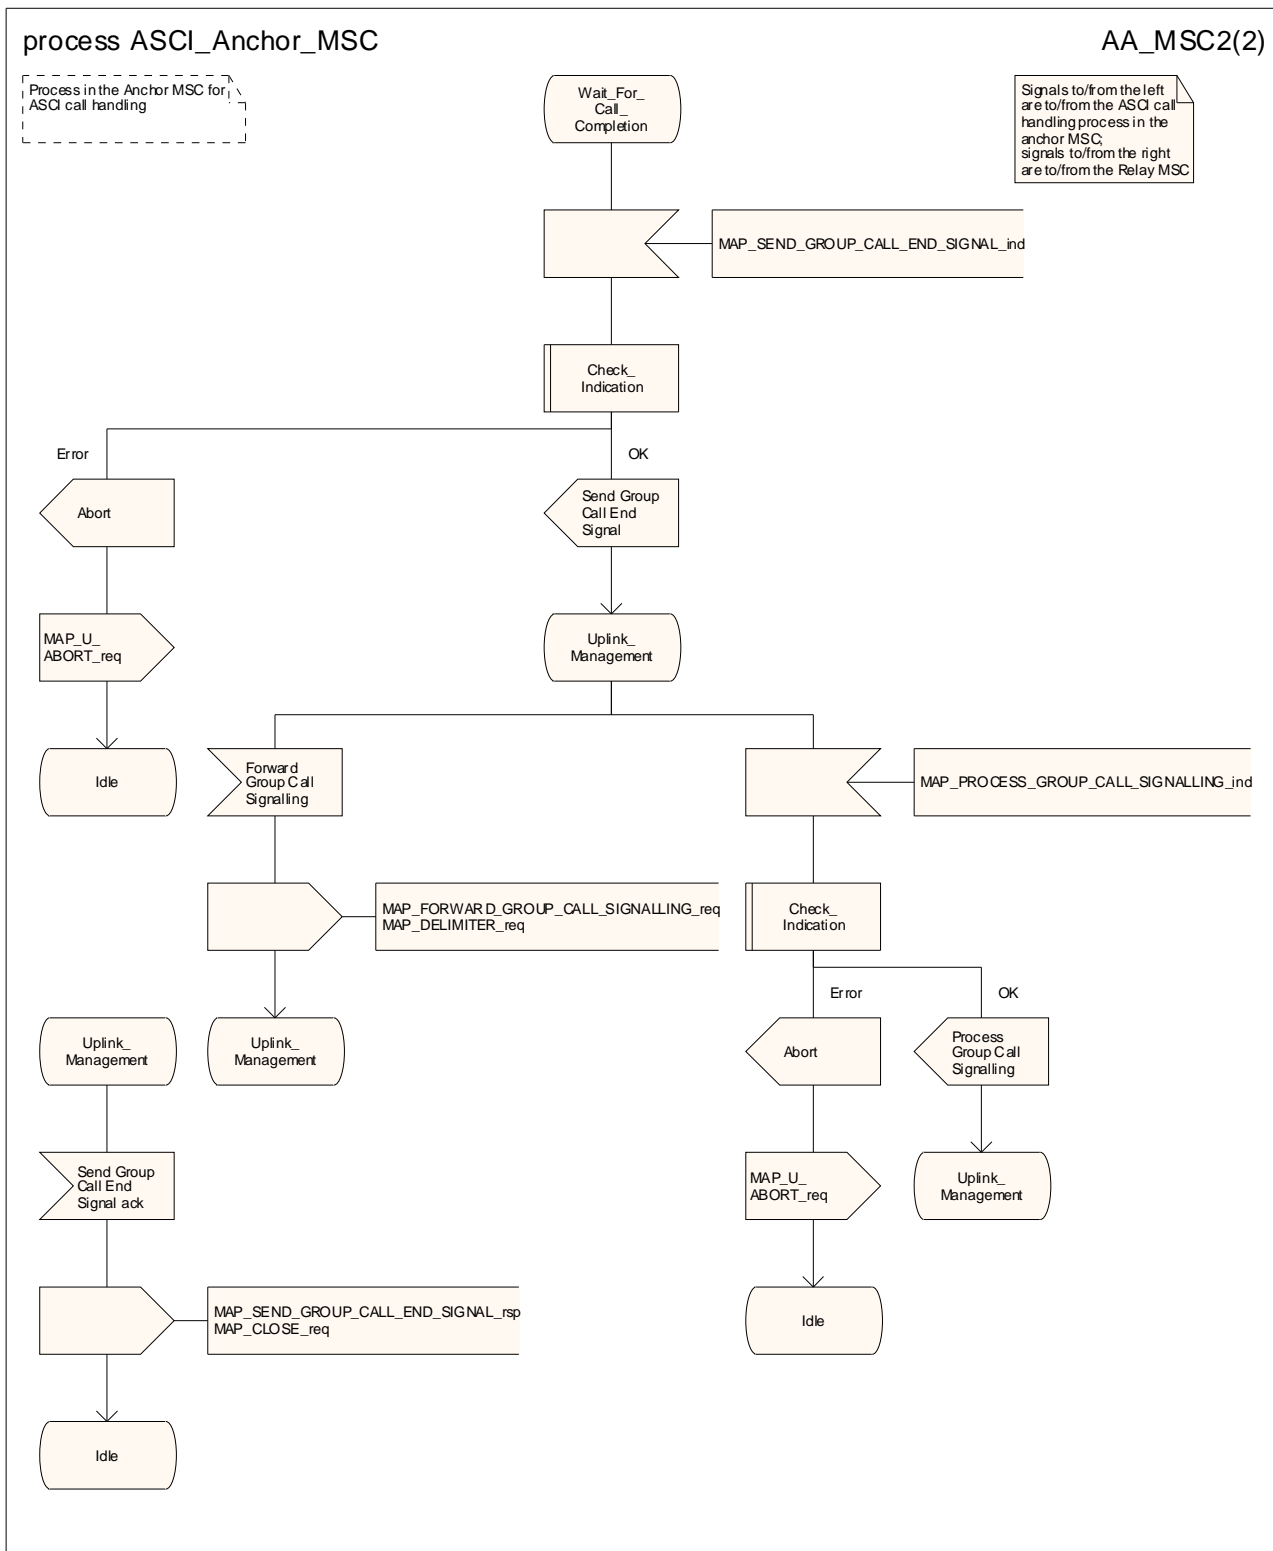 process ASCI_Anchor_MSC
AA_MSC2(2)
Process in the Anchor MSC for
ASCI call handling
Wait_For_
Call_
Completion
Signals to/from the left
are to/from the ASCI call
handling process in the
anchor MSC;
signals to/from the right
are to/from the Relay MSC
MAP_SEND_GROUP_CALL_END_SIGNAL_ind
Check_
Indication
Error
OK
Abort
Send Group
Call End
Signal
MAP_U_
ABORT_req
Uplink_
Management
Idle
Forward
Group Call
Signalling
MAP_PROCESS_GROUP_CALL_SIGNALLING_ind
MAP_FORWARD_GROUP_CALL_SIGNALLING_req
MAP_DELIMITER_req
Check_
Indication
Error
OK
Uplink_
Management
Uplink_
Management
Abort
Process
Group Call
Signalling
Send Group
Call End
Signal ack
MAP_U_
ABORT_req
Uplink_
Management
MAP_SEND_GROUP_CALL_END_SIGNAL_rsp
MAP_CLOSE_req
Idle
Idle